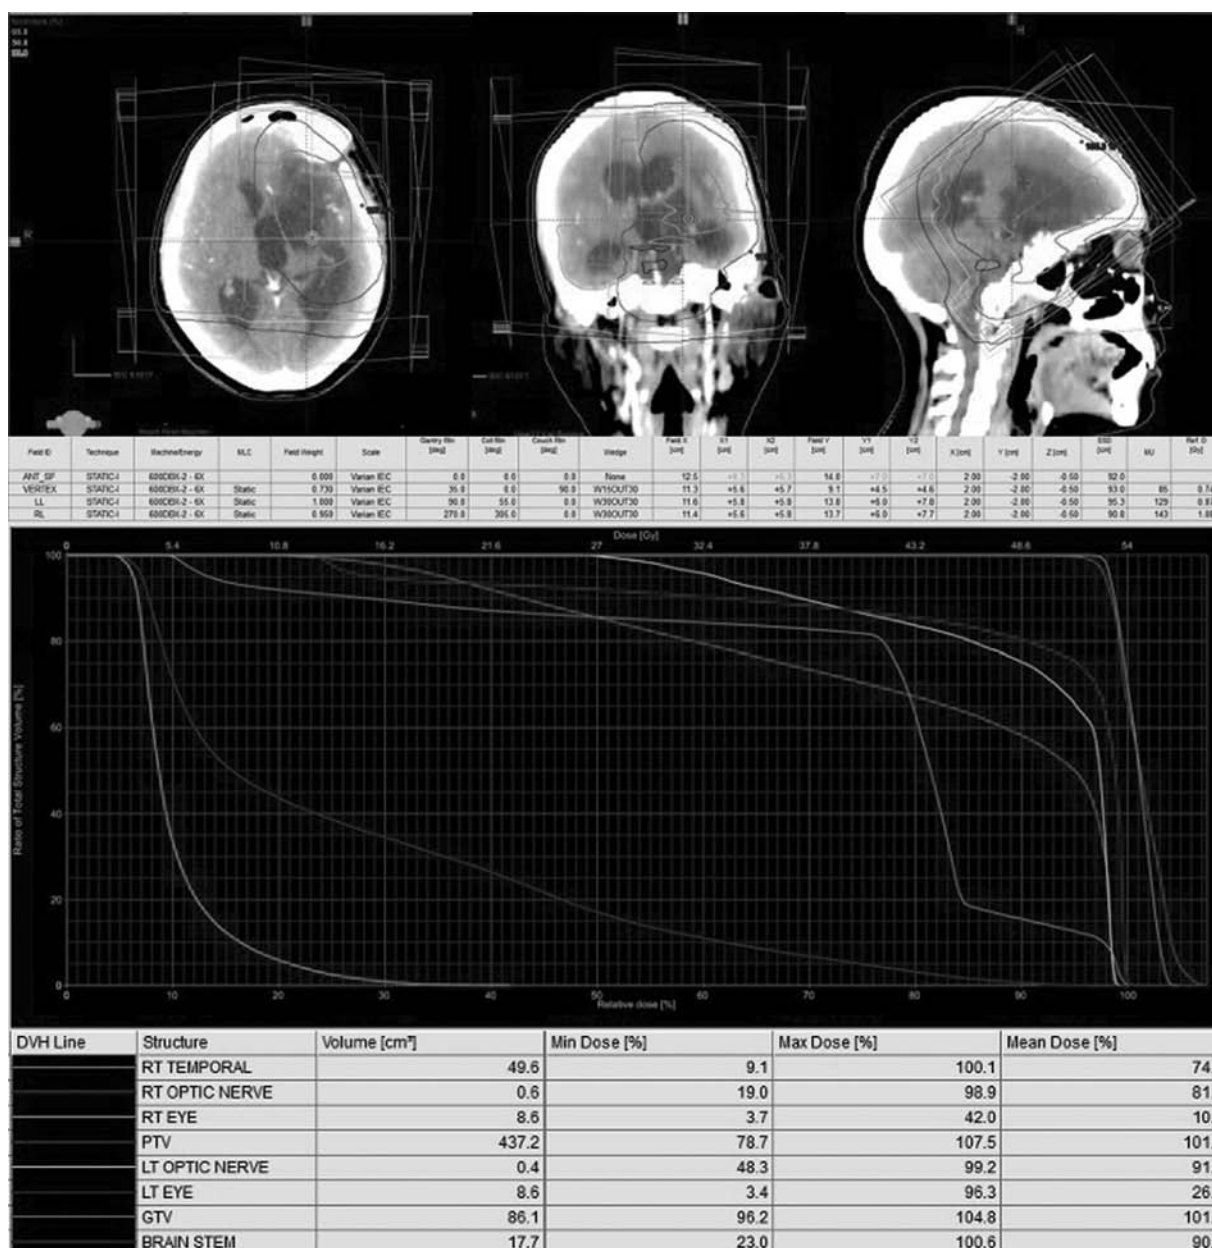 100.0 %
Field ID Technique Machine/Energy MLC Field Weight Scale Gantry Rtn [deg] Coll Rtn [deg] Couch Rtn [deg] Wedge Field X [cm] X1 [cm] X2 [cm] Field Y [cm] Y1 [cm] Y2 [cm] X [cm] Y [cm] Z [cm] SSD [cm] MU Ref. D [Gy]
ANT_SF STATIC-I 600DBX-2 - 6X 0.000 Varian IEC 0.0 0.0 0.0 None 12.5 14.0 +7.0 +7.0 2.00 -2.00 -0.50 92.0
VERTEX STATIC-I 600DBX-2 - 6X Static 0.730 Varian IEC 35.0 0.0 90.0 W15OUT30 11.3 +5.6 +5.7 9.1 +4.5 +4.6 2.00 -2.00 -0.50 93.0 85 0.74
LL STATIC-I 600DBX-2 - 6X Static 1.000 Varian IEC 90.0 55.0 0.0 W30OUT30 11.6 +5.8 +5.8 13.0 +6.0 +7.0 2.00 -2.00 -0.50 95.3 129
RL STATIC-I 600DBX-2 - 6X Static 0.950 Varian IEC 270.0 305.0 0.0 W30OUT30 11.4 +5.6 +5.8 13.7 +6.0 +7.7 2.00 -2.00 -0.50 90.8 143
Dose [Gy]
0 5.4 10.8 16.2 21.6 27 32.4 37.8 43.2 48.6 54
Ratio of Total Structure Volume [%]
100
80
60
40
20
0
0 10 20 30 40 50 60 70 80 90 100
Relative dose [%]
DVH Line Structure Volume [cm³] Min Dose [%] Max Dose [%] Mean Dose [%]
RT TEMPORAL 49.6 9.1 100.1 74.
RT OPTIC NERVE 0.6 19.0 98.9 81.
RT EYE 8.6 3.7 42.0 10.
PTV 437.2 78.7 107.5 101.
LT OPTIC NERVE 0.4 48.3 99.2 91.
LT EYE 8.6 3.4 96.3 26.
GTV 86.1 96.2 104.8 101.
BRAIN STEM 17.7 23.0 100.6 90.